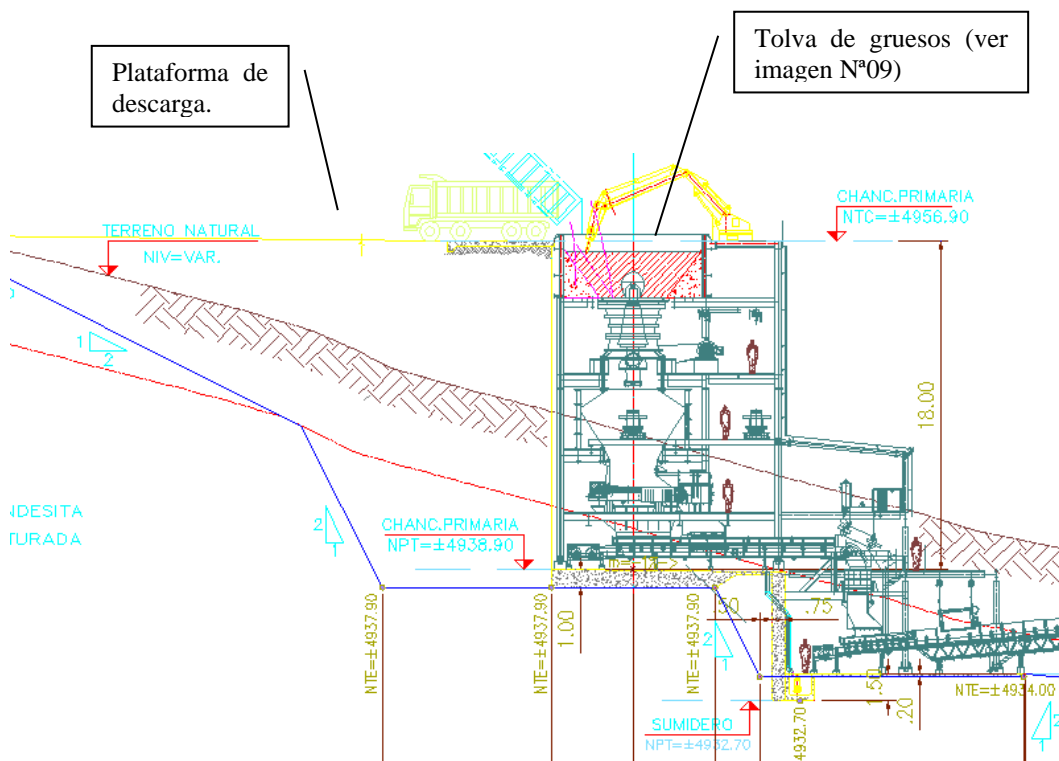 Plataforma de
descarga.
Tolva de gruesos (ver
imagen Nª09)
TERRENO NATURAL
NIV=VAR.
CHANC.PRIMARIA
NTC=±4956.90
1
2
18.00
NDESITA
TURADA
2
1
CHANC.PRIMARIA
NPT=±4938.90
NTE=±4937.90
NTE=±4937.90
1.00
NTE=±4937.90
.50
.75
2
1
1.50
.20
NTE=±4934.00
SUMIDERO
NPT=±4932.70
4932.70
2
1